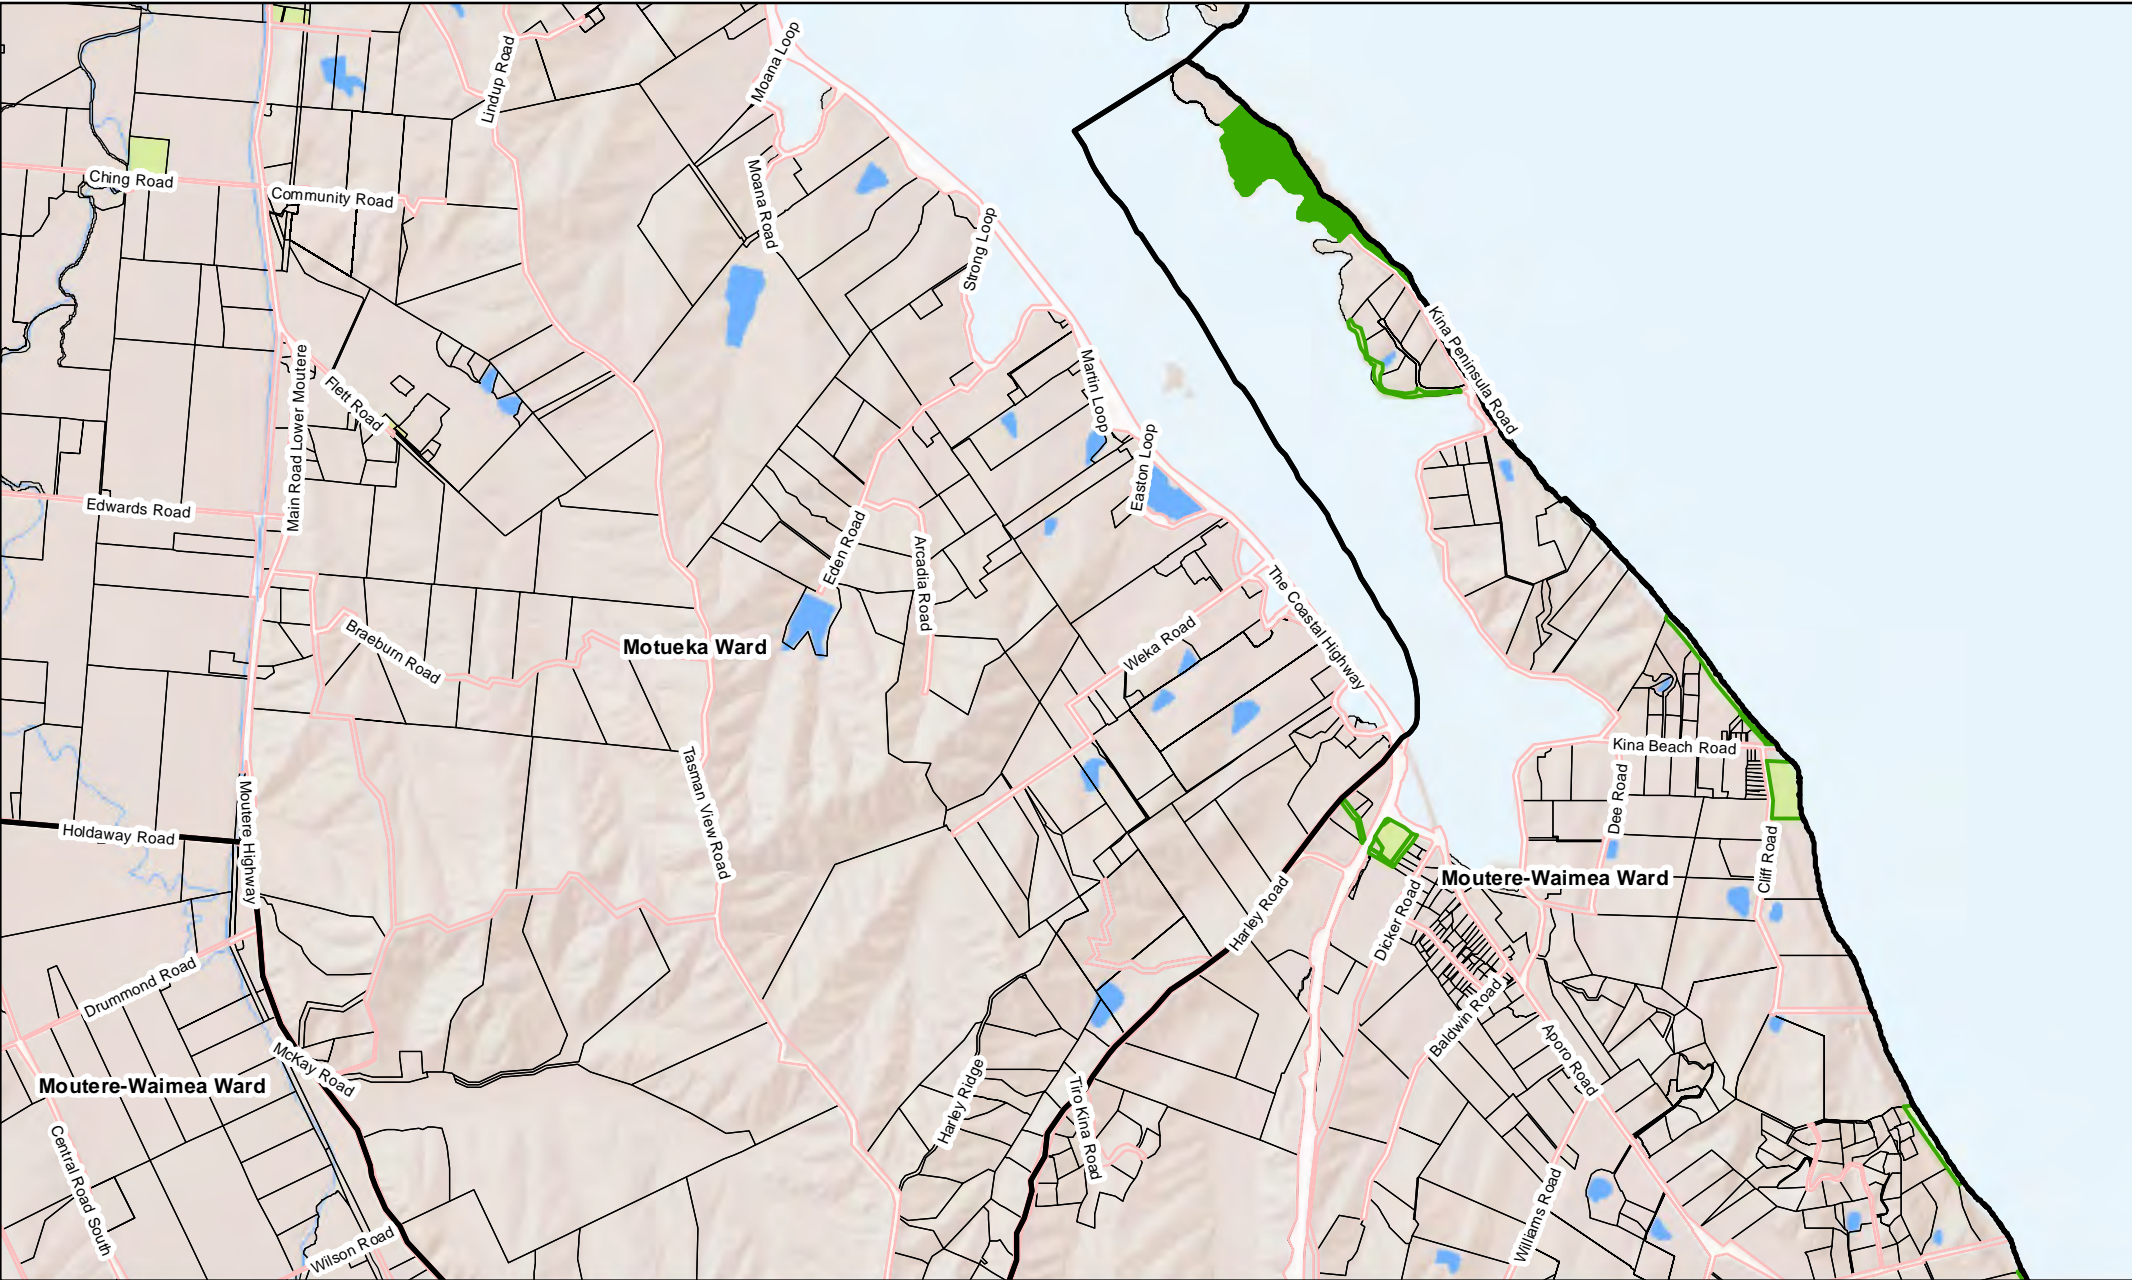 Lindup Road
Moana Loop
Ching Road
Community Road
Moana Road
Strong Loop
Kina Peninsula Road
Main Road Lower Moutere
Flett Road
Martin Loop
Easton Loop
Edwards Road
Eden Road
Arcadia Road
The Coastal Highway
Braeburn Road
Motueka Ward
Weka Road
Kina Beach Road
Tasman View Road
Moutere Highway
Holdaway Road
Dee Road
Cliff Road
Moutere-Waimea Ward
Harley Road
Dicker Road
Drummond Road
Baldwin Road
Aporo Road
McKay Road
Moutere-Waimea Ward
Harley Ridge
Tiro Kina Road
Central Road South
Williams Road
Wilson Road